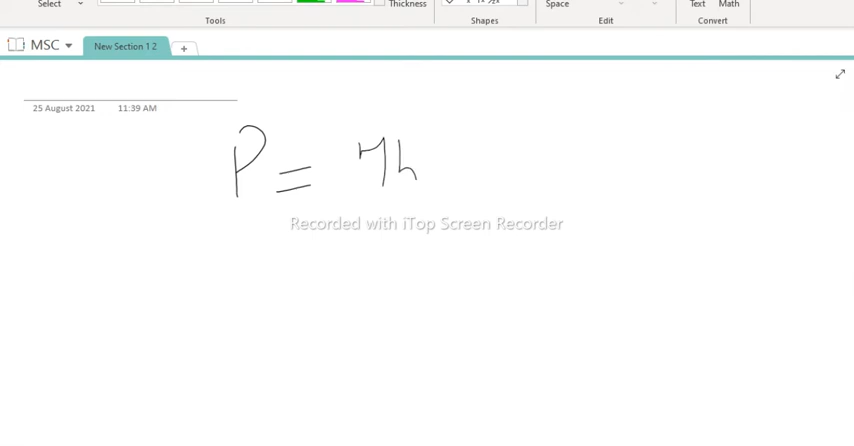 Select
Tools
Thickness
Shapes
Space
Edit
Text Math
Convert
MSC
New Section 1 2
+
25 August 2021 11:39 AM
P = 7h
Recorded with iTop Screen Recorder